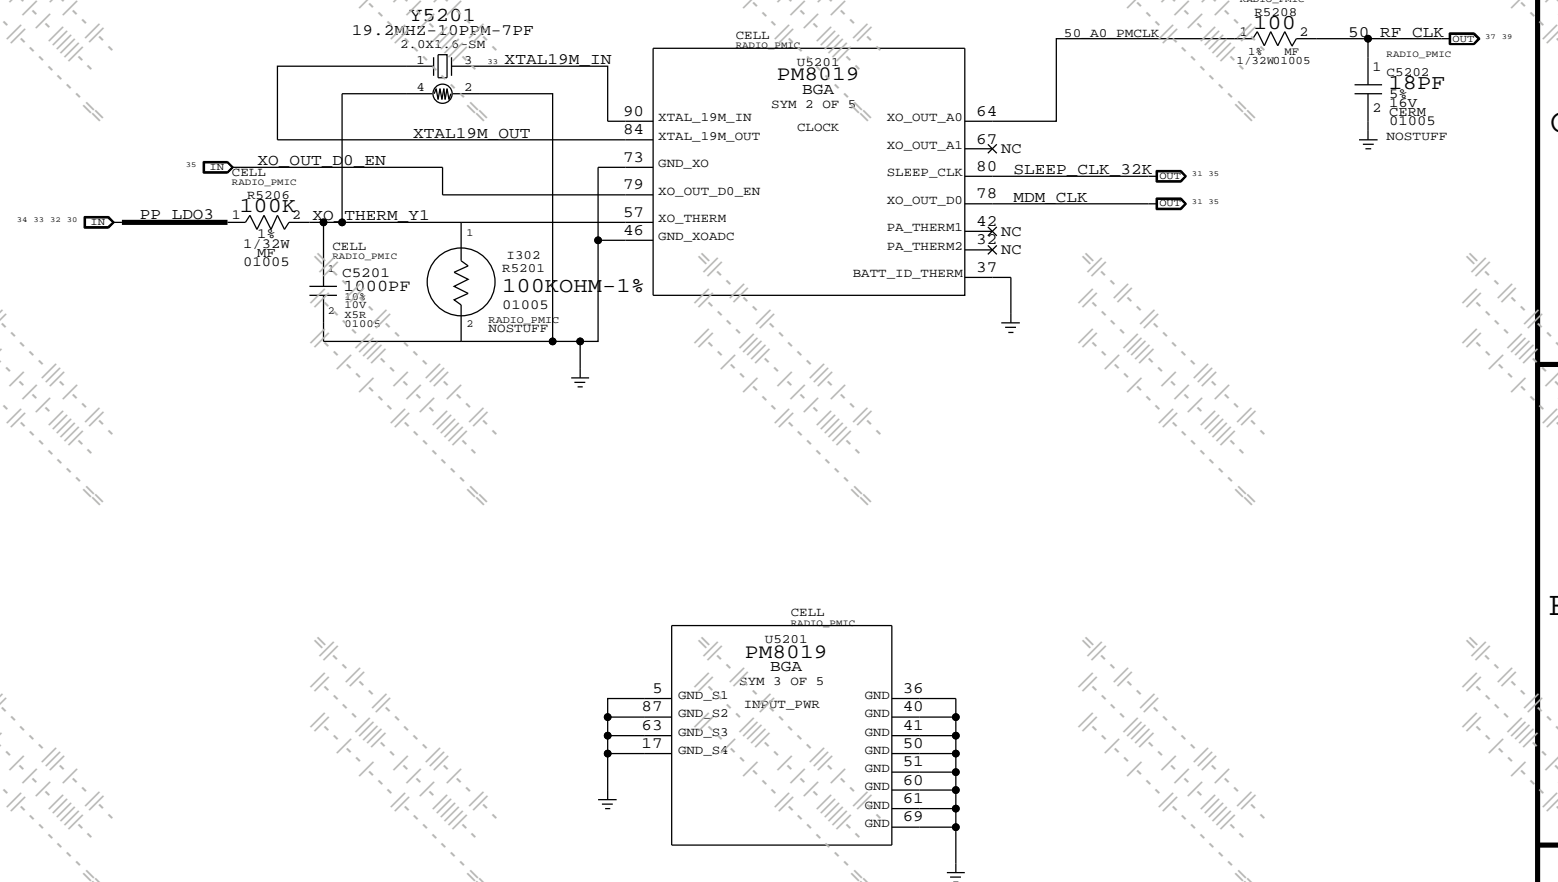 Y5201
19.2MHZ-10PPM-7PF
2.0X1.6-SM
1
3
33
XTAL19M_IN
4
2
XTAL19M_OUT
35
IN
XO_OUT_D0_EN
CELL
RADIO_PMIC
R5206
34 33 32 30
IN
PP_LDO3
1
100K
2
XO_THERM_Y1
1%
1/32W
MF
01005
CELL
RADIO_PMIC
1
C5201
1000PF
10%
10V
X5R
01005
2
1
I302
R5201
100KOHM-1%
01005
2
RADIO_PMIC
NOSTUFF
CELL
RADIO_PMIC
U5201
PM8019
BGA
SYM 2 OF 5
CLOCK
90
XTAL_19M_IN
84
XTAL_19M_OUT
73
GND_XO
79
XO_OUT_D0_EN
57
XO_THERM
46
GND_XOADC
XO_OUT_A0
64
XO_OUT_A1
67
NC
SLEEP_CLK
80
SLEEP_CLK_32K
OUT
31 35
XO_OUT_D0
78
MDM_CLK
OUT
31 35
PA_THERM1
42
NC
PA_THERM2
32
NC
BATT_ID_THERM
37
50_A0_PMCLK
RADIO_PMIC
R5208
100
1
2
1%
MF
1/32W
01005
50_RF_CLK
OUT
37 39
RADIO_PMIC
1
C5202
18PF
5%
16V
2
CERM
01005
NOSTUFF
CELL
RADIO_PMIC
U5201
PM8019
BGA
SYM 3 OF 5
INPUT_PWR
5
GND_S1
87
GND_S2
63
GND_S3
17
GND_S4
GND
36
GND
40
GND
41
GND
50
GND
51
GND
60
GND
61
GND
69